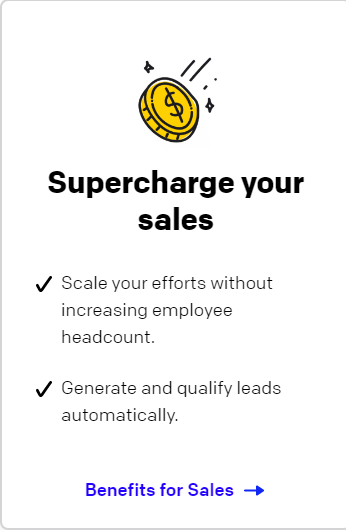 Supercharge your
sales
Scale your efforts without
increasing employee
headcount.
Generate and qualify leads
automatically.
Benefits for Sales